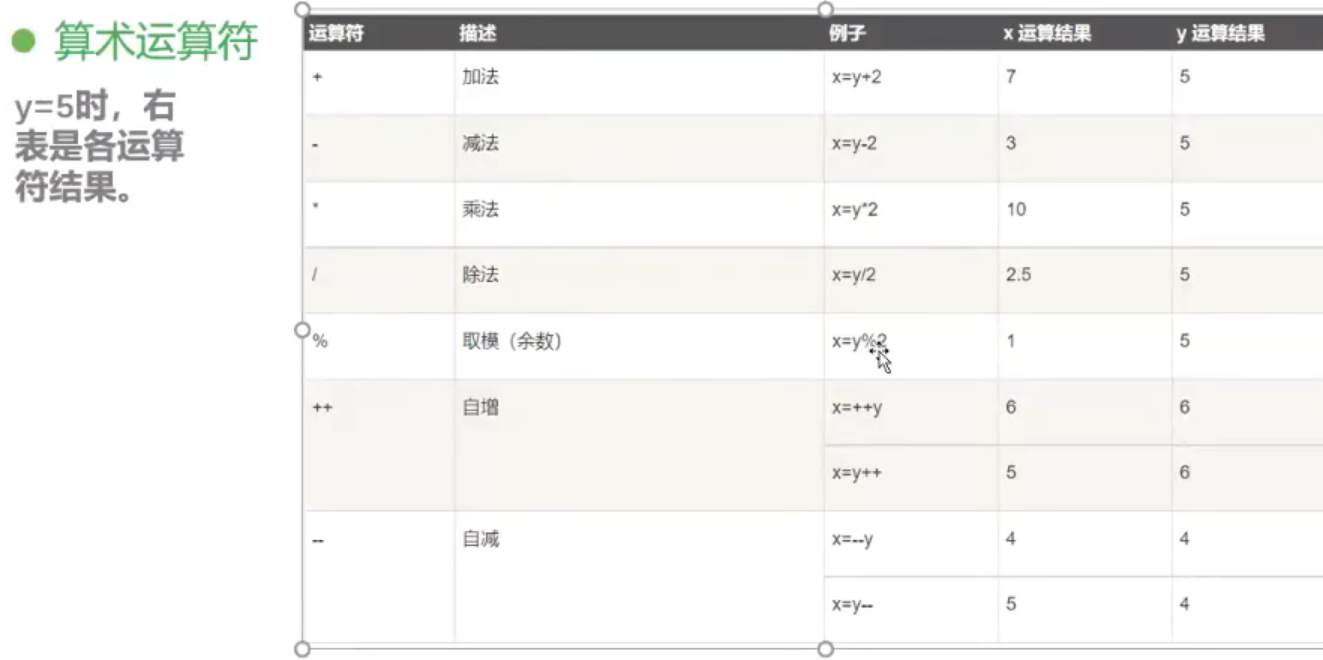 算术运算符
y=5时，右
表是各运算
符结果。
运算符 描述 例子 x 运算结果 y 运算结果
+ 加法 x=y+2 7 5
- 减法 x=y-2 3 5
* 乘法 x=y*2 10 5
/ 除法 x=y/2 2.5 5
% 取模（余数） x=y%2 1 5
++ 自增 x=++y 6 6
x=y++ 5 6
-- 自减 x=--y 4 4
x=y-- 5 4